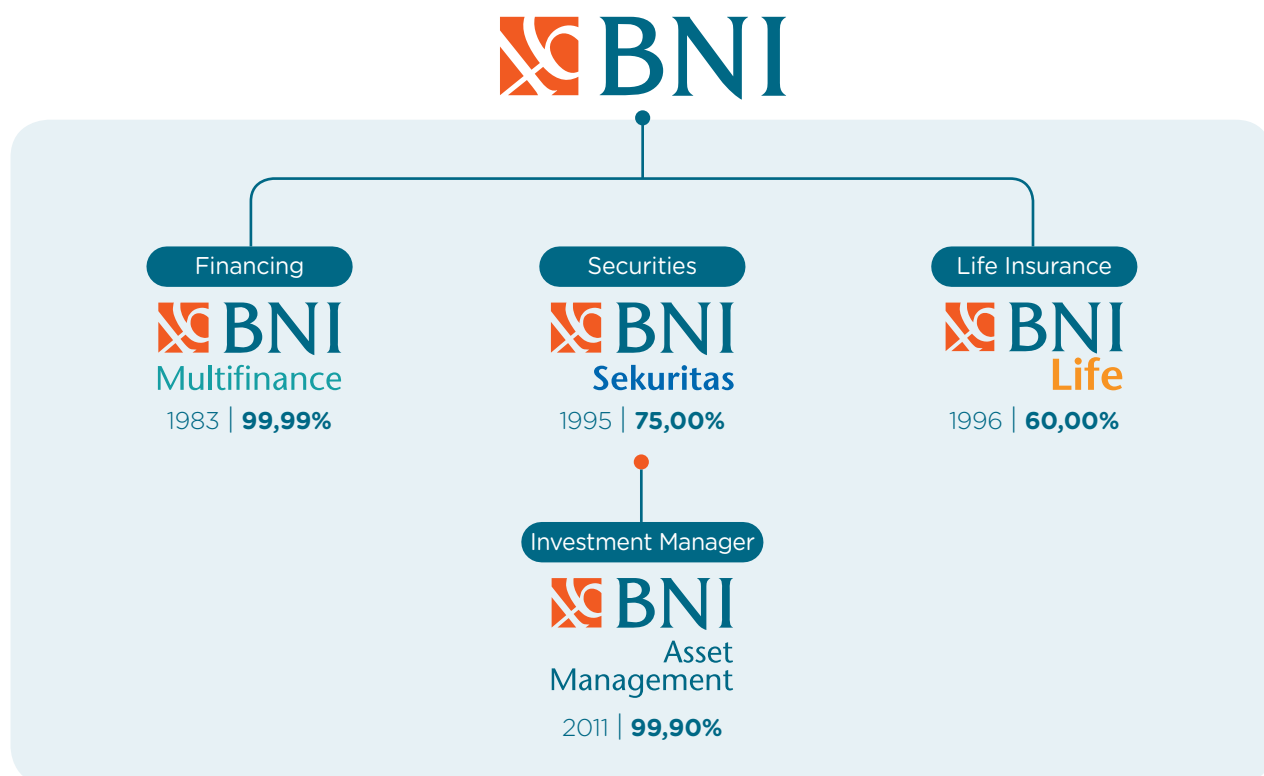 BNI
Financing
BNI
Multifinance
1983 | 99,99%
Securities
BNI
Sekuritas
1995 | 75,00%
Life Insurance
BNI
Life
1996 | 60,00%
Investment Manager
BNI
Asset
Management
2011 | 99,90%